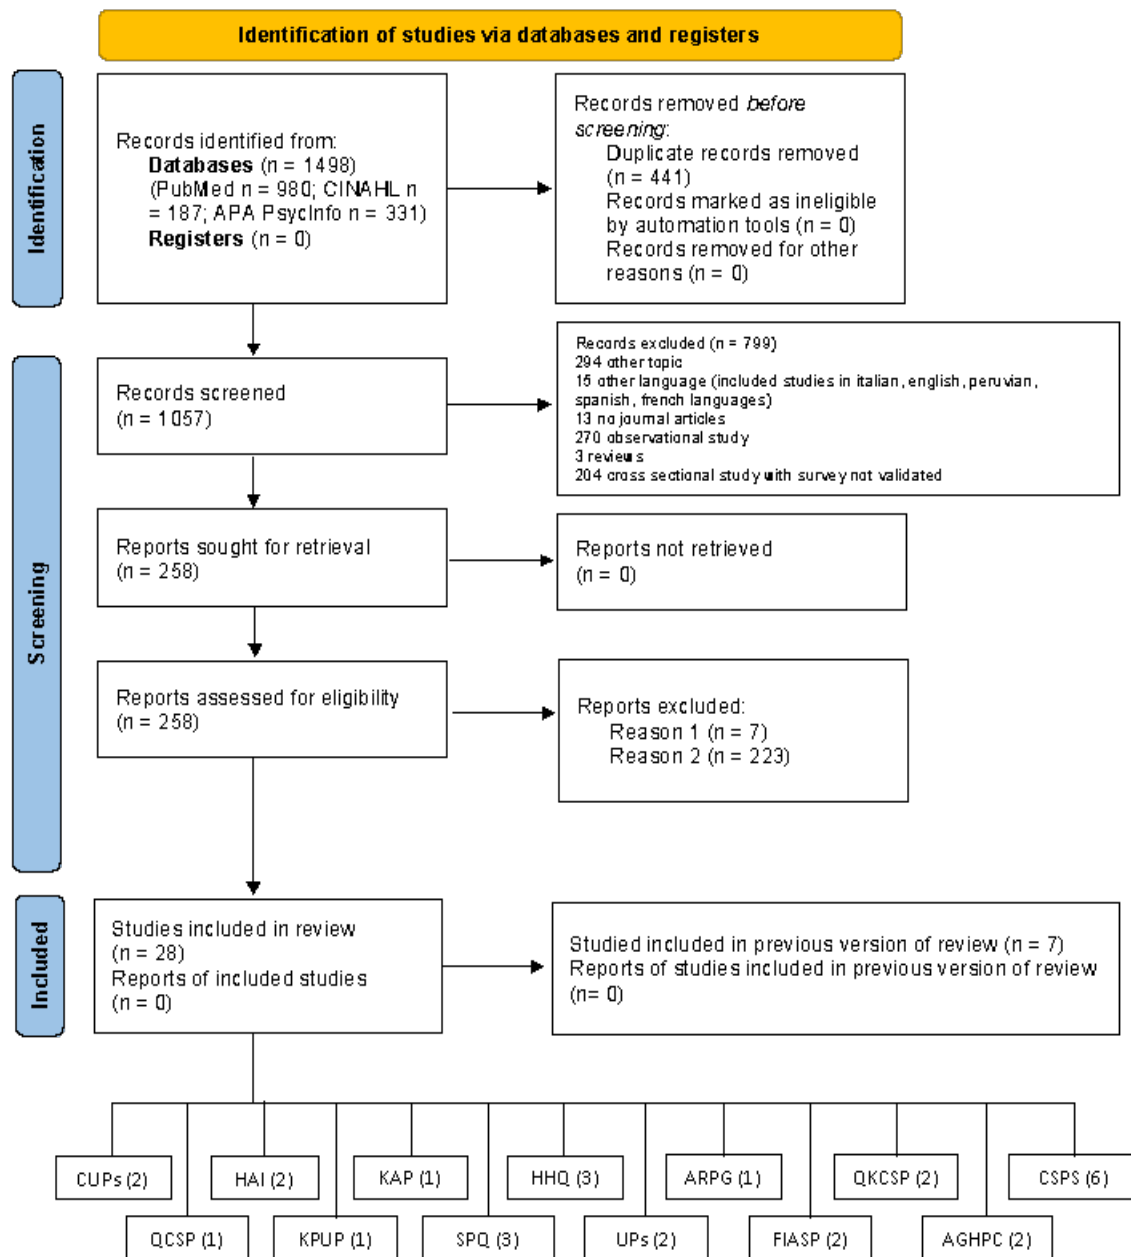 Identification of studies via databases and registers
Identification
Records identified from:
Databases (n = 1498)
(PubMed n = 980; CINAHL n
= 187; APA PsycInfo n = 331)
Registers (n = 0)
Records removed before
screening:
Duplicate records removed
(n = 441)
Records marked as ineligible
by automation tools (n = 0)
Records removed for other
reasons (n = 0)
Screening
Records screened
(n = 1057)
Records excluded (n = 799)
294 other topic
15 other language (included studies in italian, english, peruvian,
spanish, french languages)
13 no journal articles
270 observational study
3 reviews
204 cross sectional study with survey not validated
Reports sought for retrieval
(n = 258)
Reports not retrieved
(n = 0)
Reports assessed for eligibility
(n = 258)
Reports excluded:
Reason 1 (n = 7)
Reason 2 (n = 223)
Included
Studies included in review
(n = 28)
Reports of included studies
(n = 0)
Studied included in previous version of review (n = 7)
Reports of studies included in previous version of review
(n= 0)
CUPs (2)
HAI (2)
KAP (1)
HHQ (3)
ARPG (1)
QKCSP (2)
CSPS (6)
QCSP (1)
KPUP (1)
SPQ (3)
UPs (2)
FIASP (2)
AGHPC (2)